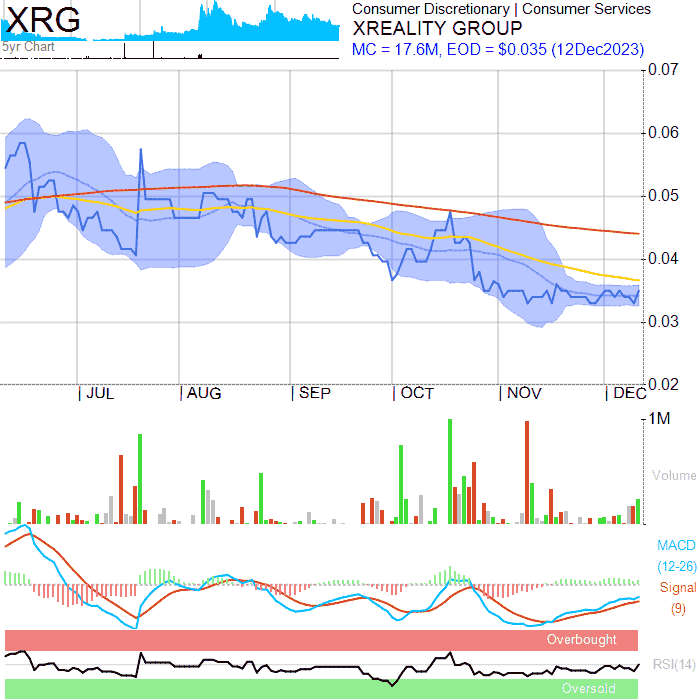 XRG
Consumer Discretionary | Consumer Services
XREALITY GROUP
5yr Chart
MC = 17.6M, EOD = $0.035 (12Dec2023)
0.07
0.06
0.05
0.04
0.03
0.02
| JUL | AUG | SEP | OCT | NOV | DEC
1M
Volume
MACD
(12-26)
Signal
(9)
Overbought
RSI(14)
Oversold